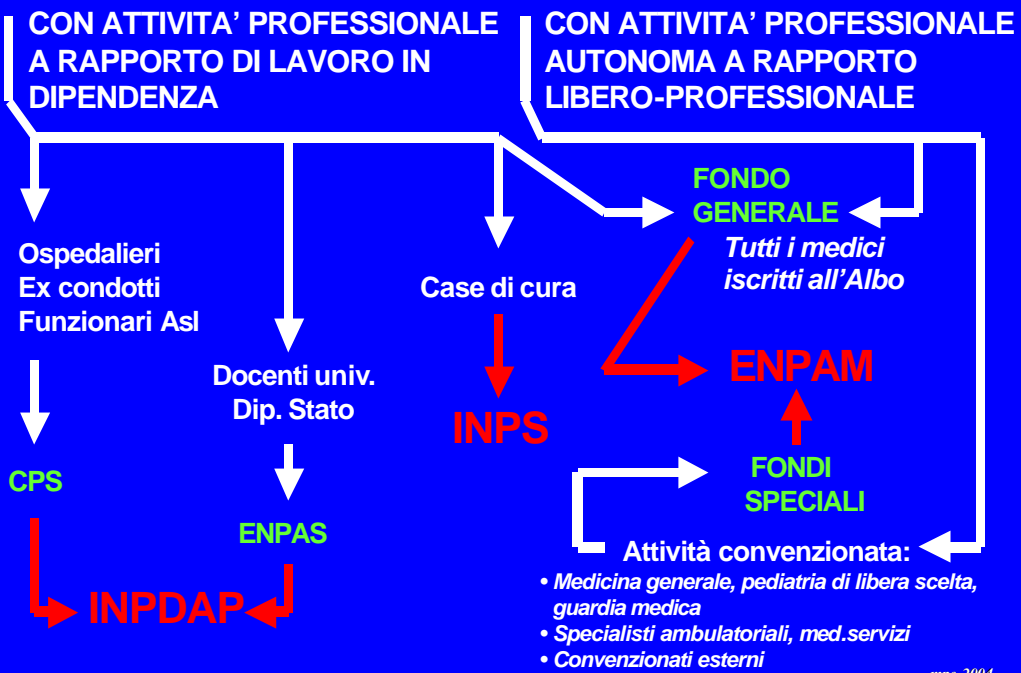 CON ATTIVITA’ PROFESSIONALE
A RAPPORTO DI LAVORO IN
DIPENDENZA
CON ATTIVITA’ PROFESSIONALE
AUTONOMA A RAPPORTO
LIBERO-PROFESSIONALE
FONDO
GENERALE
Tutti i medici
iscritti all’Albo
Ospedalieri
Ex condotti
Funzionari Asl
Case di cura
Docenti univ.
Dip. Stato
ENPAM
INPS
CPS
ENPAS
FONDI
SPECIALI
INPDAP
Attività convenzionata:
• Medicina generale, pediatria di libera scelta,
guardia medica
• Specialisti ambulatoriali, med.servizi
• Convenzionati esterni
2004